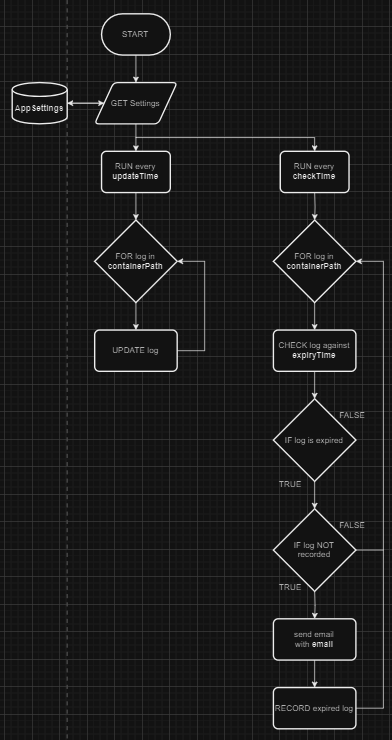 START
AppSettings
GET Settings
RUN every
updateTime
RUN every
checkTime
FOR log in
containerPath
FOR log in
containerPath
UPDATE log
CHECK log against
expiryTime
FALSE
IF log is expired
TRUE
FALSE
IF log NOT
recorded
TRUE
send email
with email
RECORD expired log